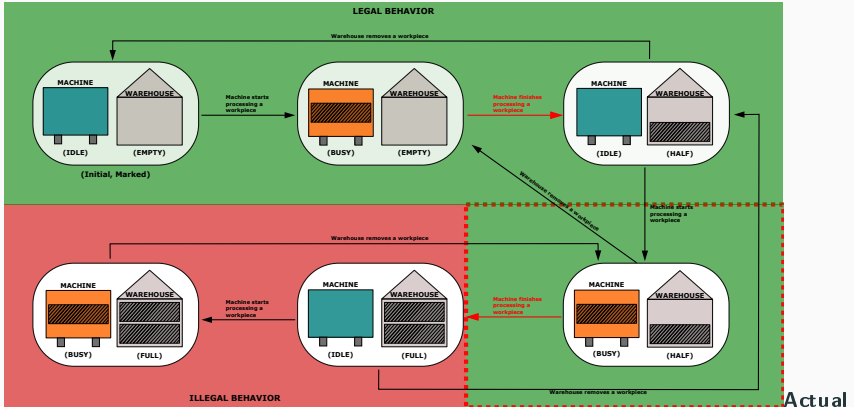 LEGAL BEHAVIOR
Warehouse removes a workpiece
MACHINE
WAREHOUSE
(IDLE)
(EMPTY)
(Initial, Marked)
Machine starts
processing a
workpiece
MACHINE
WAREHOUSE
(BUSY)
(EMPTY)
Machine finishes
processing a
workpiece
MACHINE
WAREHOUSE
(IDLE)
(HALF)
Warehouse removes a workpiece
Machine starts
processing a
workpiece
Warehouse removes a workpiece
MACHINE
WAREHOUSE
(BUSY)
(FULL)
Machine starts
processing a
workpiece
MACHINE
WAREHOUSE
(IDLE)
(FULL)
Machine finishes
processing a
workpiece
MACHINE
WAREHOUSE
(BUSY)
(HALF)
Warehouse removes a workpiece
ILLEGAL BEHAVIOR
Actual